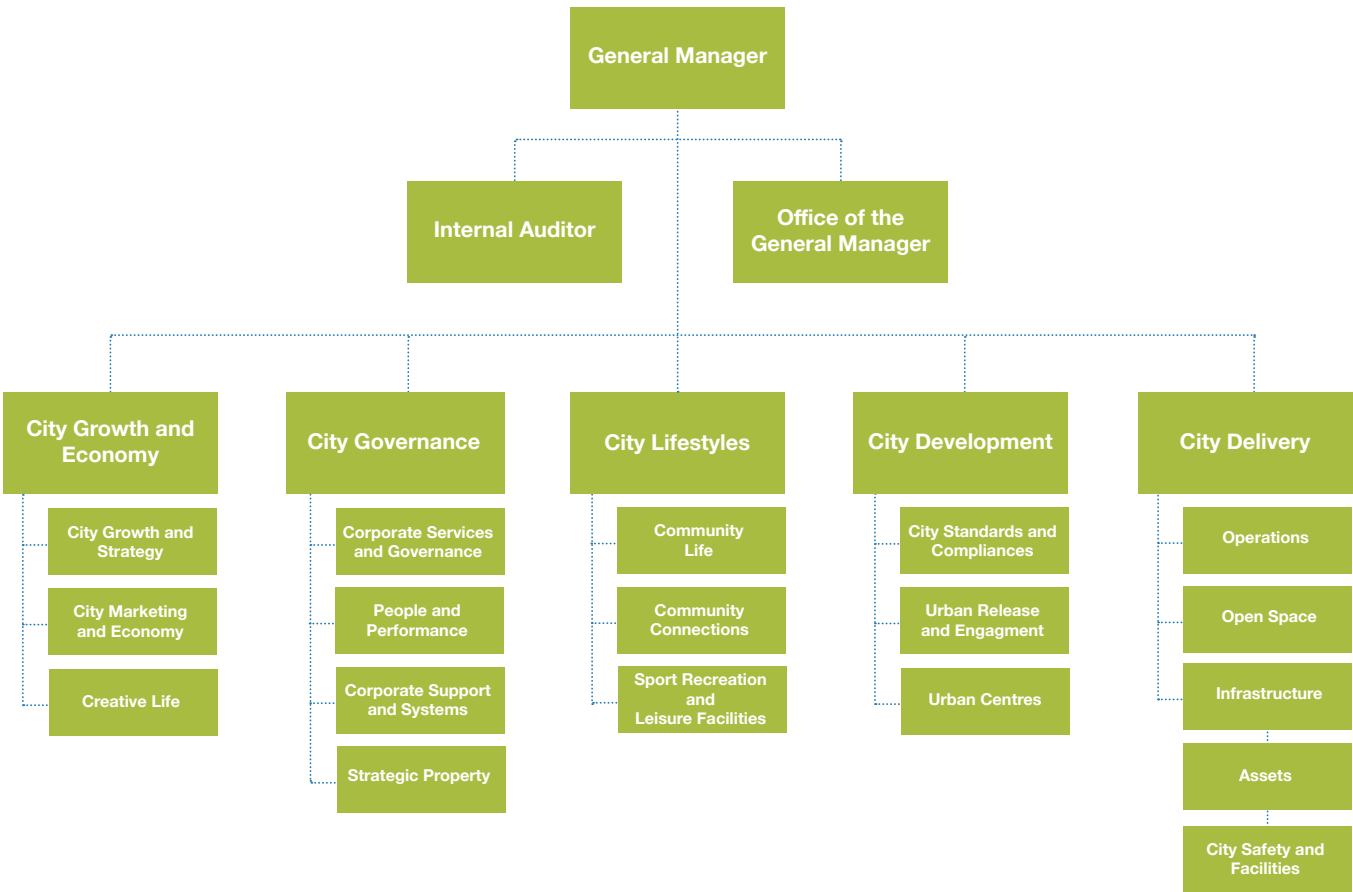 General Manager
Internal Auditor
Office of the
General Manager
City Growth and
Economy
City Growth and
Strategy
City Marketing
and Economy
Creative Life
City Governance
Corporate Services
and Governance
People and
Performance
Corporate Support
and Systems
Strategic Property
City Lifestyles
Community
Life
Community
Connections
Sport Recreation
and
Leisure Facilities
City Development
City Standards and
Compliances
Urban Release
and Engagment
Urban Centres
City Delivery
Operations
Open Space
Infrastructure
Assets
City Safety and
Facilities